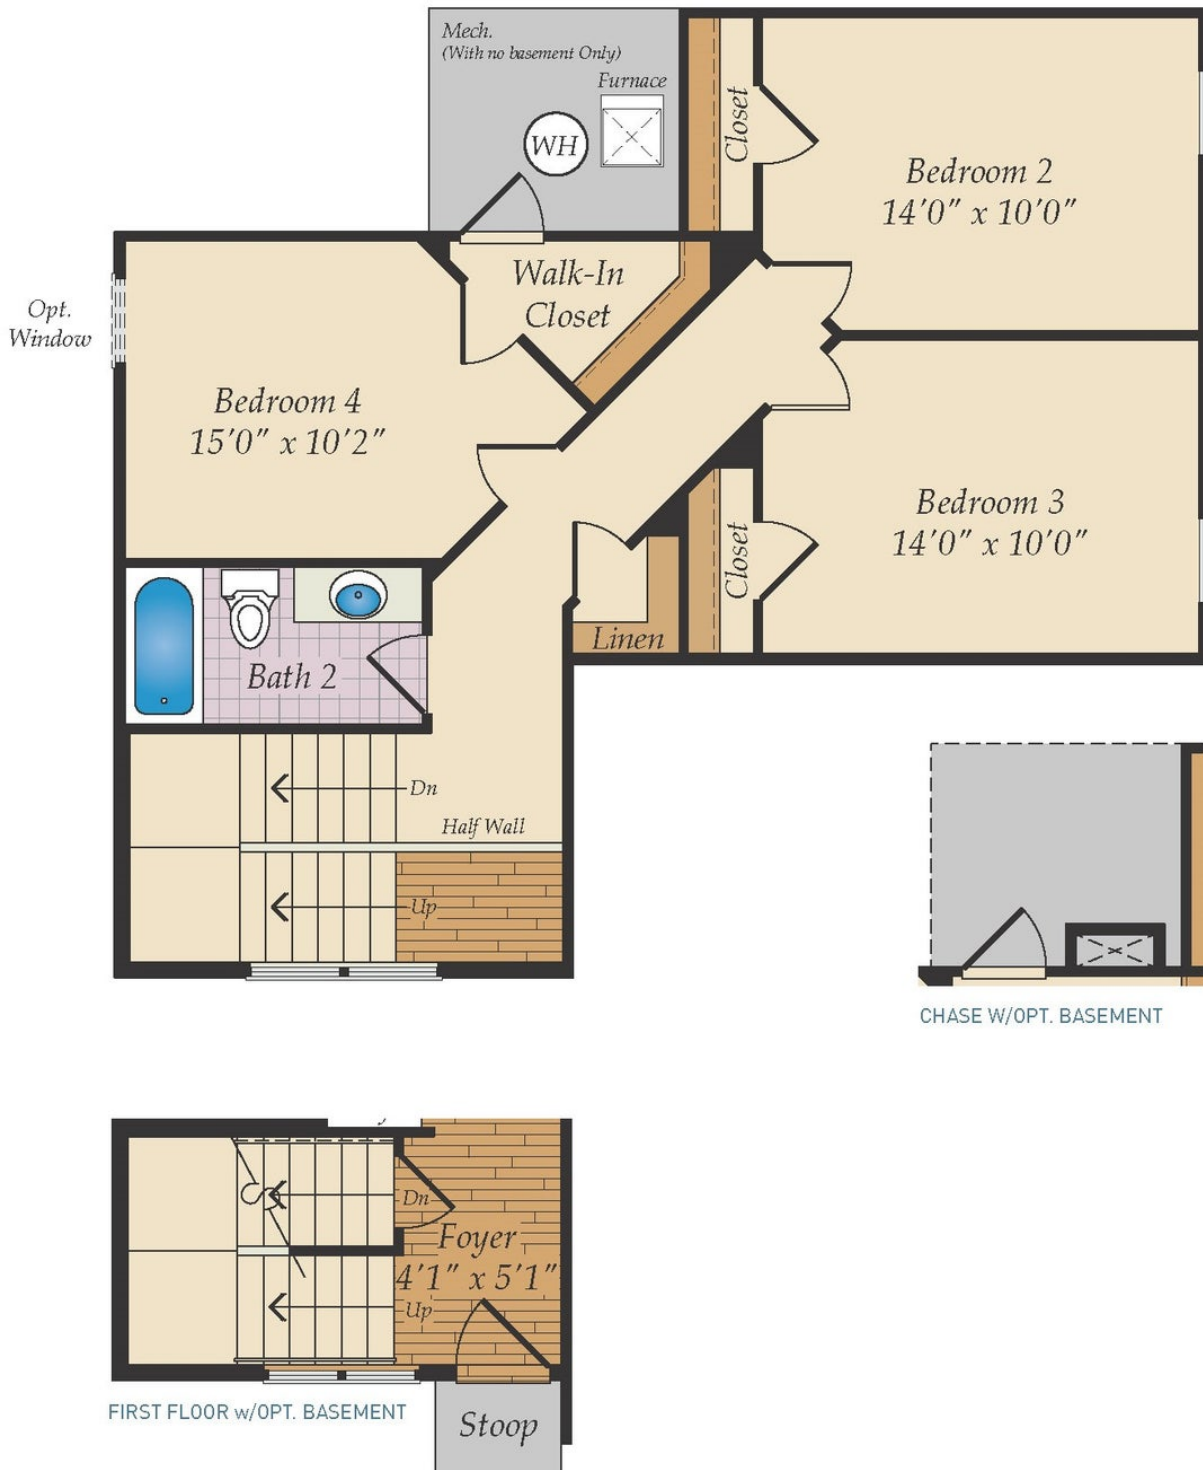 Mech.
(With no basement Only)
Furnace
WH
Closet
Bedroom 2
14'0" x 10'0"
Walk-In
Closet
Opt.
Window
Bedroom 4
15'0" x 10'2"
Bedroom 3
14'0" x 10'0"
Closet
Linen
Bath 2
Dn
Half Wall
Up
CHASE W/OPT. BASEMENT
Dn
Foyer
4'1" x 5'1"
Up
FIRST FLOOR w/OPT. BASEMENT
Stoop